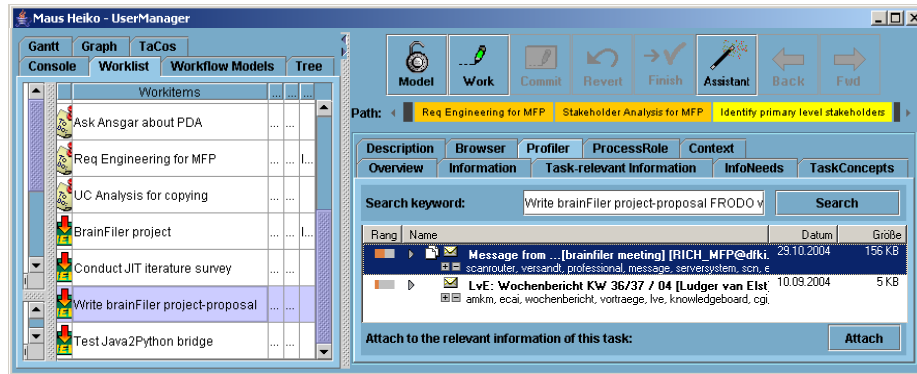 Maus Heiko - UserManager
Gantt Graph TaCos
Console Worklist Workflow Models Tree
Workitems ... ... ...
Ask Ansgar about PDA ... ...
Req Engineering for MFP ... ... I...
UC Analysis for copying ... ...
BrainFiler project ... ... I...
Conduct JIT iterature survey ... ...
Write brainFiler project-proposal ... ...
Test Java2Python bridge ... ...
Model Work Commit Revert Finish Assistant Back Fwd
Path: Req Engineering for MFP Stakeholder Analysis for MFP Identify primary level stakeholders
Description Browser Profiler ProcessRole Context
Overview Information Task-relevant Information InfoNeeds TaskConcepts
Search keyword: Write brainFiler project-proposal FRODO v Search
Rang Name Datum Größe
Message from ...[brainfiler meeting] [RICH_MFP@dfki. 29.10.2004 156 KB
scanrouter, versandt, professional, message, serversystem, scn, e
LvE: Wochenbericht KW 36/37 / 04 [Ludger van Elst 10.09.2004 5 KB
amkm, ecai, wochenbericht, vortraege, lve, knowledgeboard, cgi,
Attach to the relevant information of this task: Attach